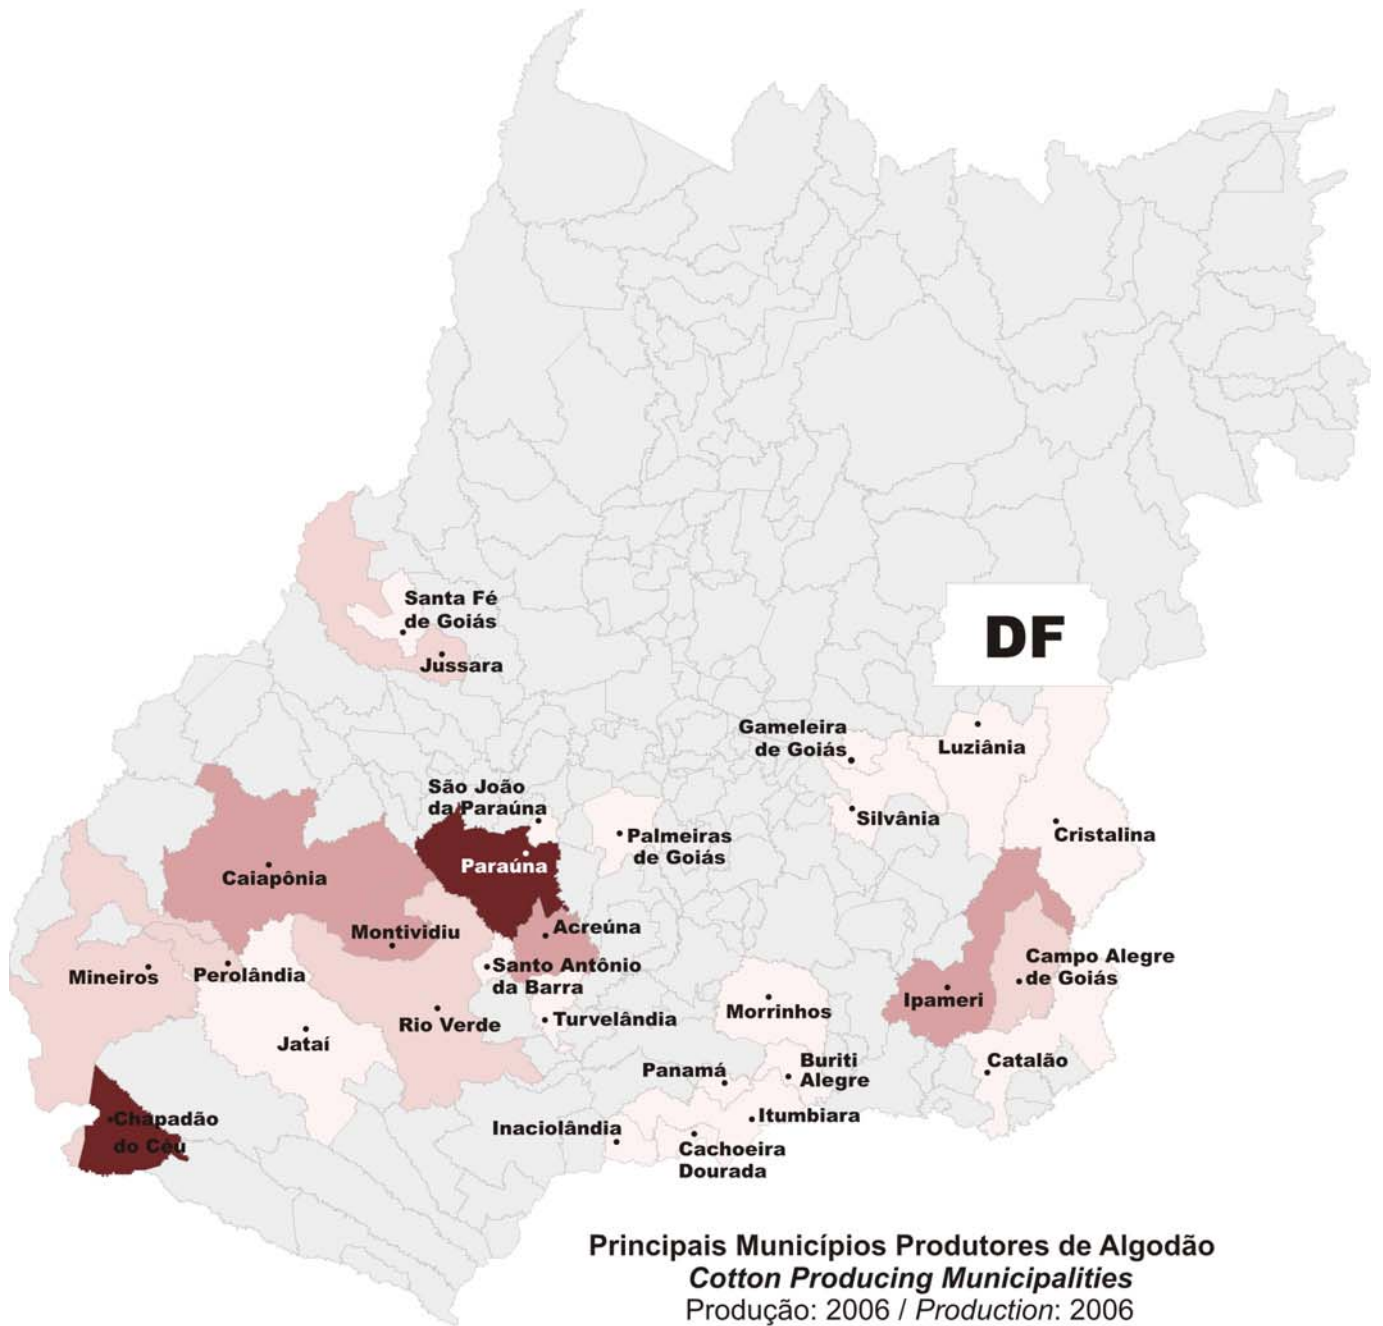 Santa Fé
de Goiás
Jussara
DF
Gameleira
de Goiás
Luziânia
São João
da Paraúna
Silvânia
Cristalina
Palmeiras
de Goiás
Paraúna
Caiapônia
Acreúna
Montividiu
Campo Alegre
de Goiás
Mineiros
Perolândia
Santo Antônio
da Barra
Ipameri
Morrinhos
Rio Verde
Turvelândia
Jataí
Catalão
Buriti
Alegre
Panamá
Chapadão
do Céu
Itumbiara
Inaciolândia
Cachoeira
Dourada
Principais Municípios Produtores de Algodão
Cotton Producing Municipalities
Produção: 2006 / Production: 2006